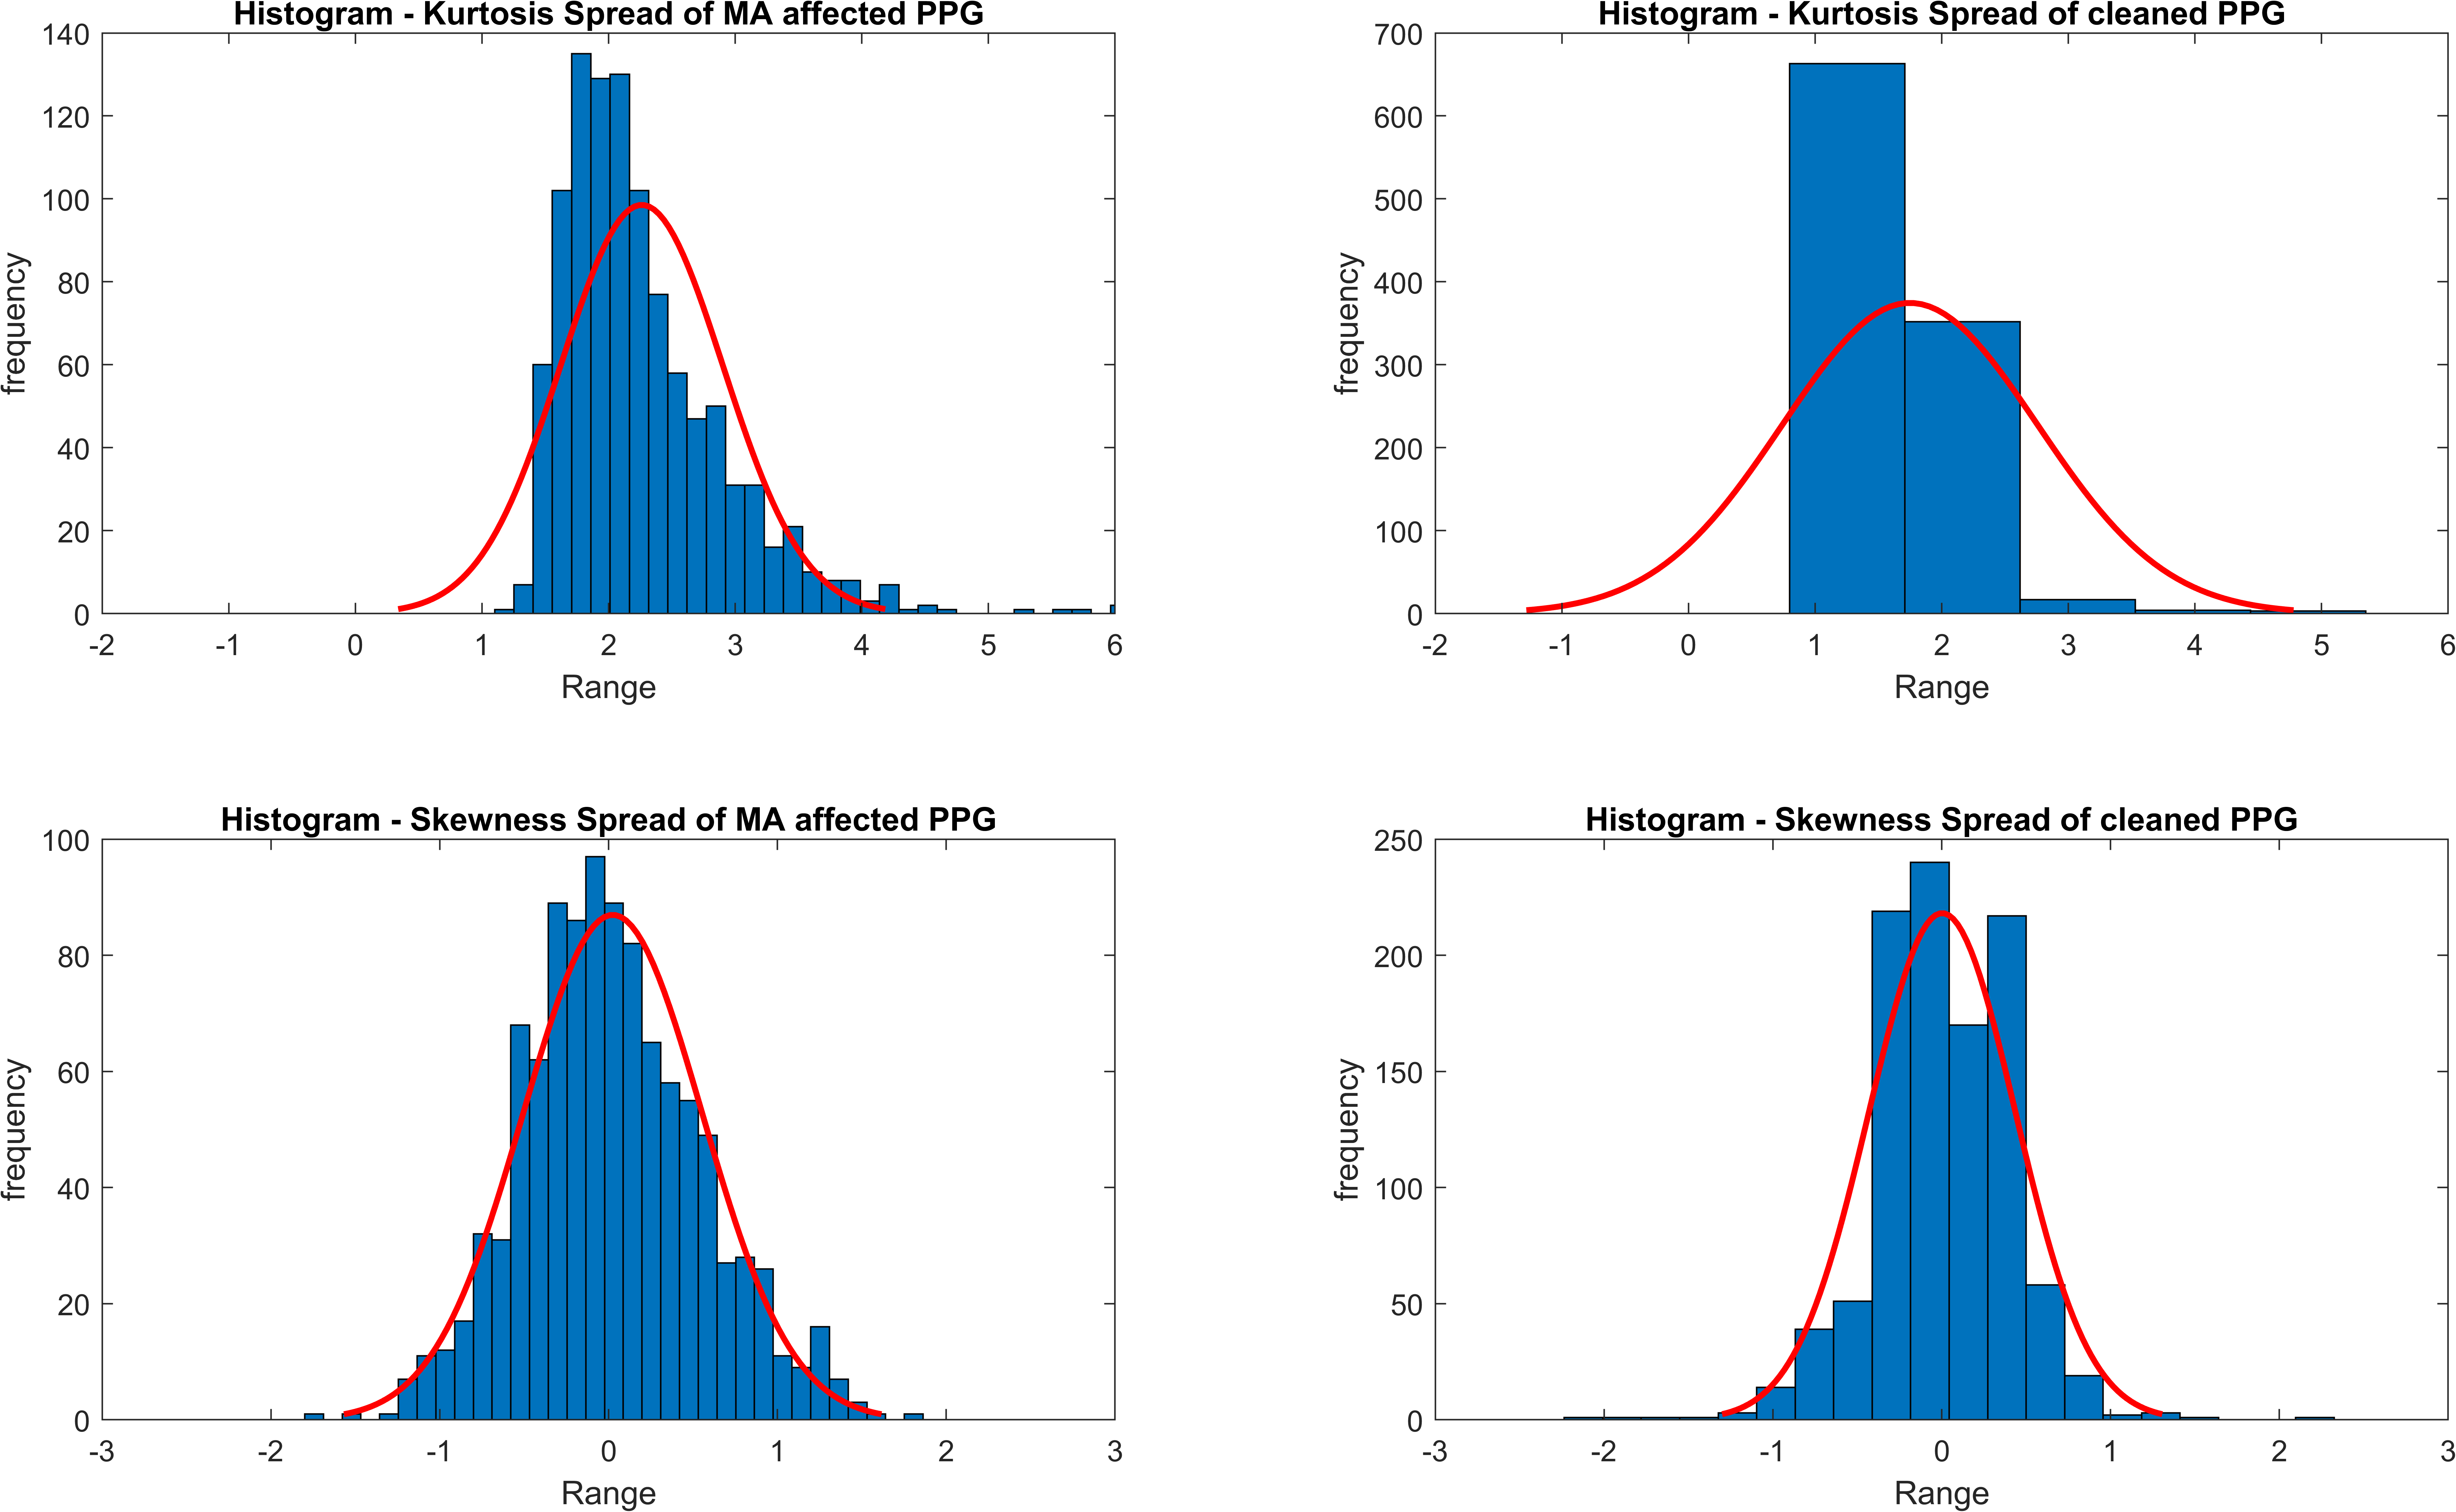 Histogram - Kurtosis Spread of MA affected PPG
140
120
100
80
60
40
20
0
frequency
-2 -1 0 1 2 3 4 5 6
Range
Histogram - Kurtosis Spread of cleaned PPG
700
600
500
400
300
200
100
0
frequency
-2 -1 0 1 2 3 4 5 6
Range
Histogram - Skewness Spread of MA affected PPG
100
80
60
40
20
0
frequency
-3 -2 -1 0 1 2 3
Range
Histogram - Skewness Spread of cleaned PPG
250
200
150
100
50
0
frequency
-3 -2 -1 0 1 2 3
Range